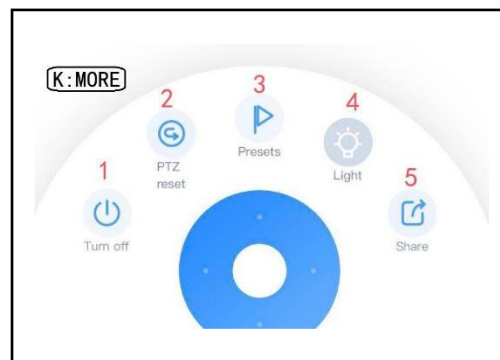 K:MORE
1
Turn off
2
PTZ
reset
3
Presets
4
Light
5
Share